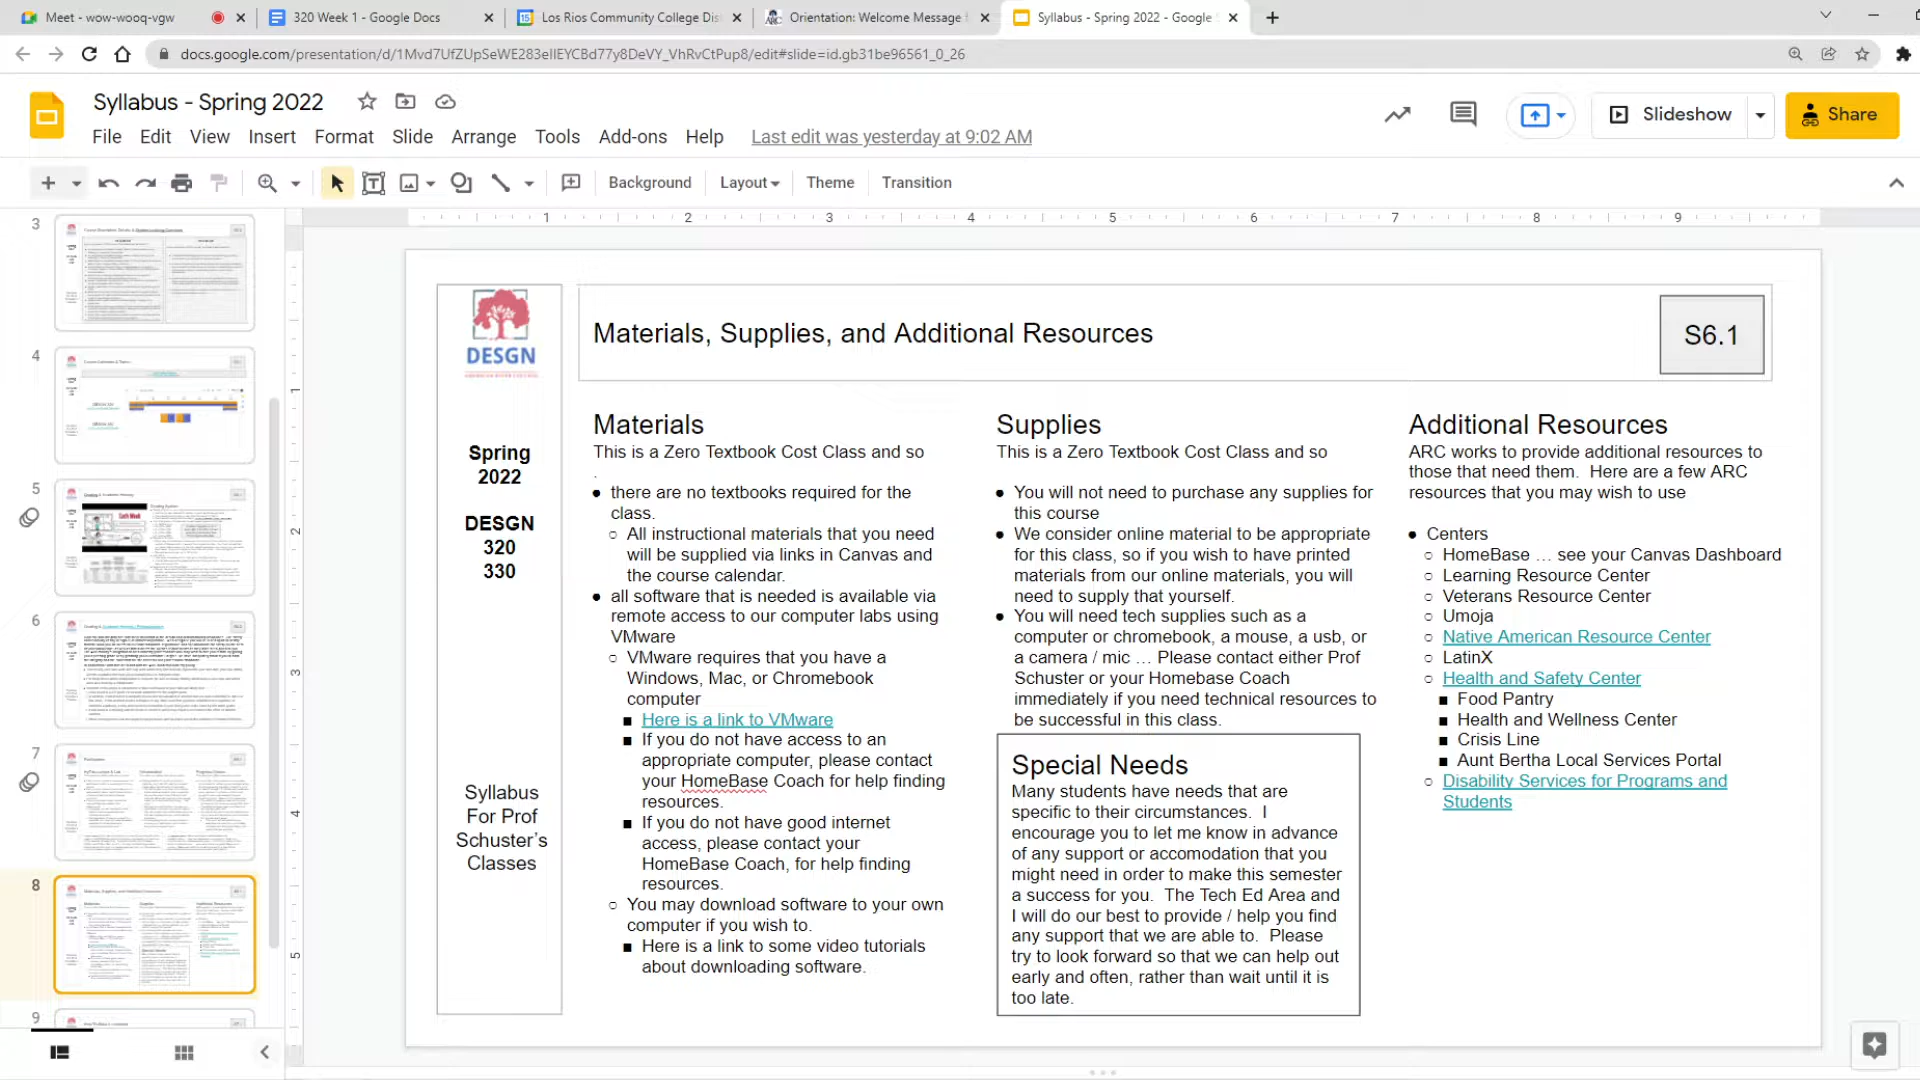 Meet - wow-wooq-vgw
320 Week 1 - Google Docs
Los Rios Community College Dis
Orientation: Welcome Message
Syllabus - Spring 2022 - Google
docs.google.com/presentation/d/1Mvd7UfZUpSeWE283eIlEYCBd77y8DeVY_VhRvCtPup8/edit#slide=id.gb31be96561_0_26
Syllabus - Spring 2022
File Edit View Insert Format Slide Arrange Tools Add-ons Help Last edit was yesterday at 9:02 AM
Slideshow
Share
Background Layout Theme Transition
1 2 3 4 5 6 7 8 9
3
4
5
6
7
8
9
1
2
3
4
5
DESGN
Spring
2022
DESGN
320
330
Syllabus
For Prof
Schuster's
Classes
Materials, Supplies, and Additional Resources
S6.1
Materials
This is a Zero Textbook Cost Class and so
.
● there are no textbooks required for the
class.
○ All instructional materials that you need
will be supplied via links in Canvas and
the course calendar.
● all software that is needed is available via
remote access to our computer labs using
VMware
○ VMware requires that you have a
Windows, Mac, or Chromebook
computer
■ Here is a link to VMware
■ If you do not have access to an
appropriate computer, please contact
your HomeBase Coach for help finding
resources.
■ If you do not have good internet
access, please contact your
HomeBase Coach, for help finding
resources.
○ You may download software to your own
computer if you wish to.
■ Here is a link to some video tutorials
about downloading software.
Supplies
This is a Zero Textbook Cost Class and so
● You will not need to purchase any supplies for
this course
● We consider online material to be appropriate
for this class, so if you wish to have printed
materials from our online materials, you will
need to supply that yourself.
● You will need tech supplies such as a
computer or chromebook, a mouse, a usb, or
a camera / mic … Please contact either Prof
Schuster or your Homebase Coach
immediately if you need technical resources to
be successful in this class.
Special Needs
Many students have needs that are
specific to their circumstances.  I
encourage you to let me know in advance
of any support or accomodation that you
might need in order to make this semester
a success for you.  The Tech Ed Area and
I will do our best to provide / help you find
any support that we are able to.  Please
try to look forward so that we can help out
early and often, rather than wait until it is
too late.
Additional Resources
ARC works to provide additional resources to
those that need them.  Here are a few ARC
resources that you may wish to use
● Centers
○ HomeBase … see your Canvas Dashboard
○ Learning Resource Center
○ Veterans Resource Center
○ Umoja
○ Native American Resource Center
○ LatinX
○ Health and Safety Center
■ Food Pantry
■ Health and Wellness Center
■ Crisis Line
■ Aunt Bertha Local Services Portal
○ Disability Services for Programs and
Students